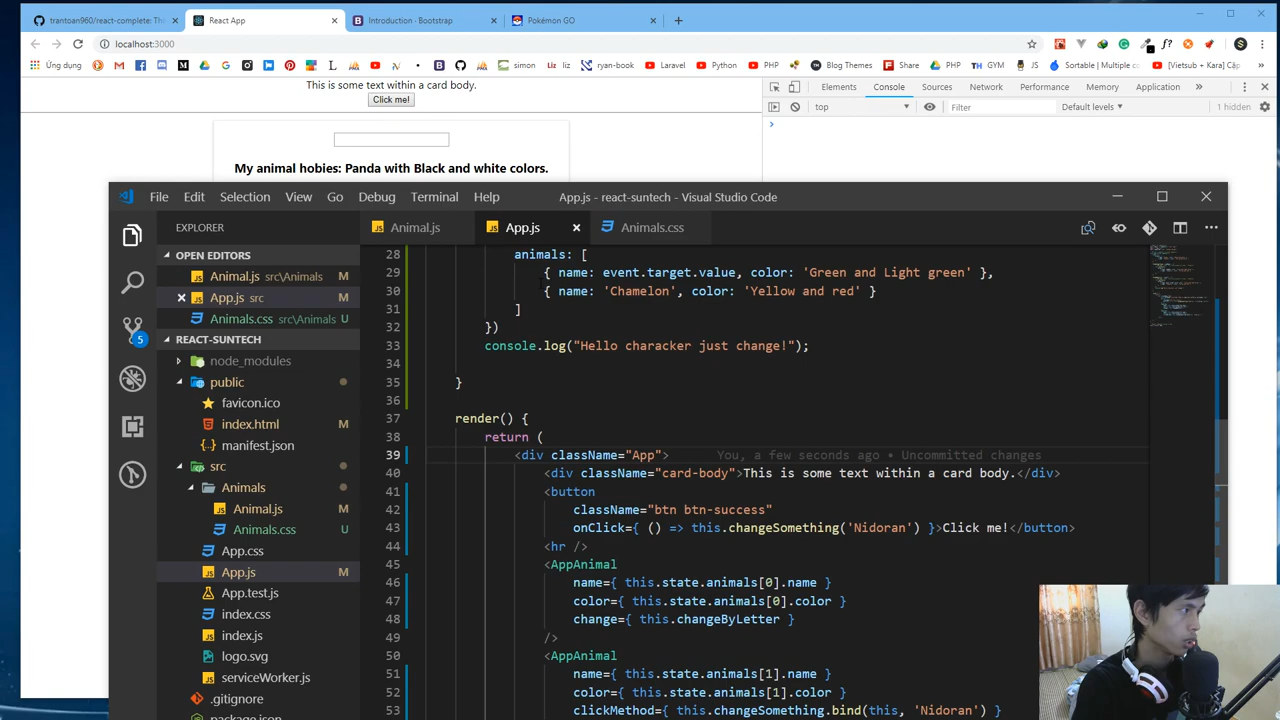 trantoan960/react-complete: Thi
React App
Introduction · Bootstrap
Pokémon GO
localhost:3000
Ứng dụng
simon
liz liz
ryan-book
Laravel
Python
PHP
Blog Themes
Share
PHP
GYM
JS
Sortable | Multiple c
[Vietsub + Kara] Cập
This is some text within a card body.
Click me!
Elements
Console
Sources
Network
Performance
Memory
Application
top
Filter
Default levels
1 hidden
My animal hobies: Panda with Black and white colors.
File
Edit
Selection
View
Go
Debug
Terminal
Help
App.js - react-suntech - Visual Studio Code
EXPLORER
Animal.js
App.js
Animals.css
OPEN EDITORS
Animal.js src\Animals M
App.js src M
Animals.css src\Animals U
REACT-SUNTECH
node_modules
public
favicon.ico
index.html M
manifest.json
src
Animals
Animal.js M
Animals.css U
App.css
App.js M
App.test.js
index.css
index.js
logo.svg
serviceWorker.js
.gitignore
package.json
5
28 animals: [
29 { name: event.target.value, color: 'Green and Light green' },
30 { name: 'Chamelon', color: 'Yellow and red' }
31 ]
32 })
33 console.log("Hello characker just change!");
34
35 }
36
37 render() {
38 return (
39 <div className="App"> You, a few seconds ago • Uncommitted changes
40 <div className="card-body">This is some text within a card body.</div>
41 <button
42 className="btn btn-success"
43 onClick={ () => this.changeSomething('Nidoran') }>Click me!</button>
44 <hr />
45 <AppAnimal
46 name={ this.state.animals[0].name }
47 color={ this.state.animals[0].color }
48 change={ this.changeByLetter }
49 />
50 <AppAnimal
51 name={ this.state.animals[1].name }
52 color={ this.state.animals[1].color }
53 clickMethod={ this.changeSomething.bind(this, 'Nidoran') }